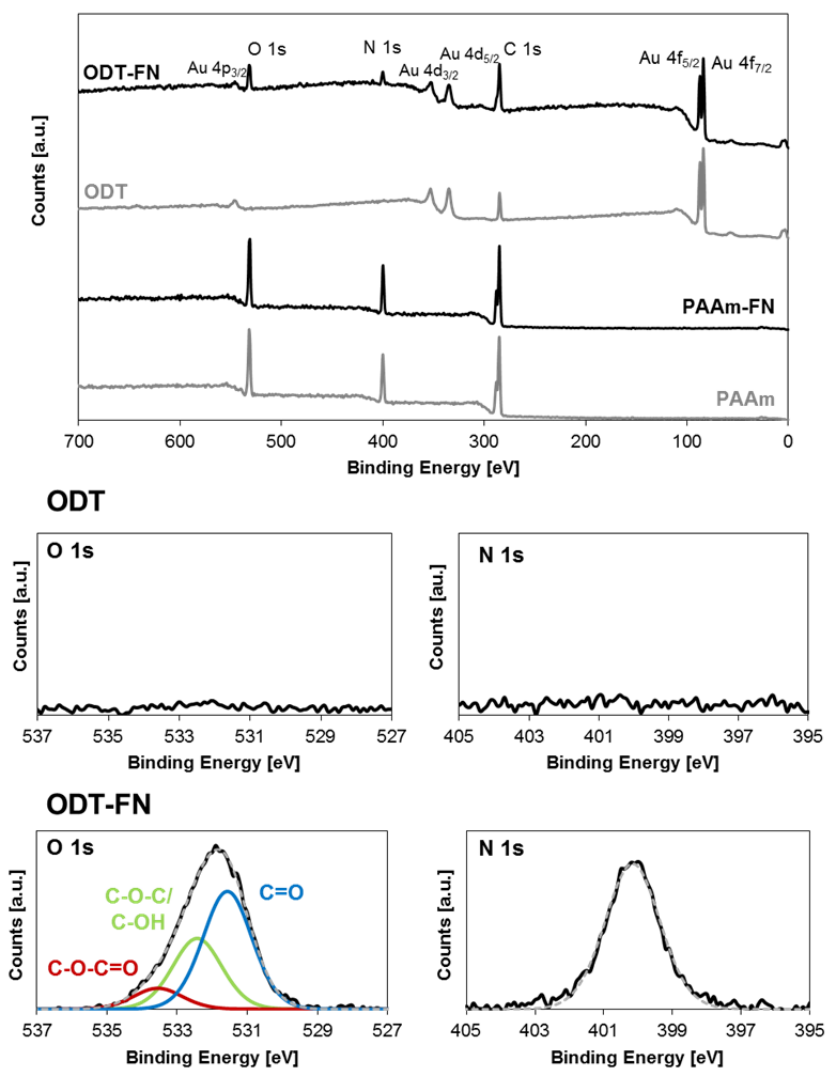 O 1s
N 1s
Au 4d5/2
C 1s
Au 4f5/2
Au 4f7/2
ODT-FN
Au 4p3/2
Au 4d3/2
Counts [a.u.]
ODT
PAAm-FN
PAAm
700 600 500 400 300 200 100 0
Binding Energy [eV]
ODT
O 1s
Counts [a.u.]
537 535 533 531 529 527
Binding Energy [eV]
N 1s
Counts [au.]
405 403 401 399 397 395
Binding Energy [eV]
ODT-FN
O 1s
Counts [a.u.]
C-O-C/
C-OH
C=O
C-O-C=O
537 535 533 531 529 527
Binding Energy [eV]
N 1s
Counts [a.u.]
405 403 401 399 397 395
Binding Energy [eV]